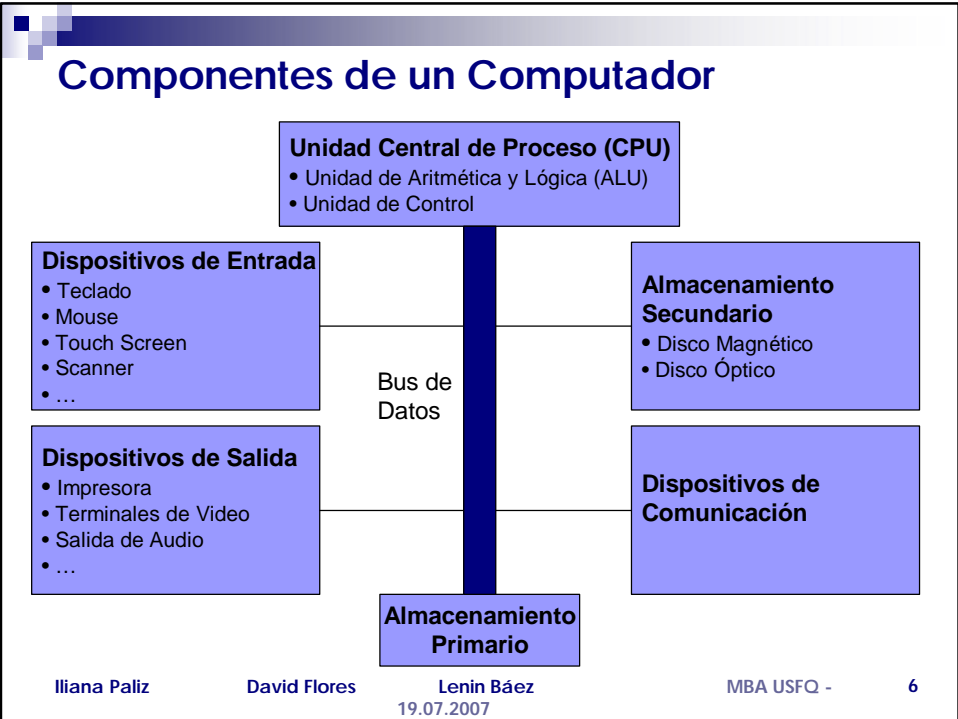 Componentes de un Computador
Unidad Central de Proceso (CPU)
• Unidad de Aritmética y Lógica (ALU)
• Unidad de Control
Dispositivos de Entrada
• Teclado
• Mouse
• Touch Screen
• Scanner
• …
Almacenamiento
Secundario
• Disco Magnético
• Disco Óptico
Bus de
Datos
Dispositivos de Salida
• Impresora
• Terminales de Video
• Salida de Audio
• …
Dispositivos de
Comunicación
Almacenamiento
Primario
Iliana Paliz David Flores Lenin Báez MBA USFQ - 6
19.07.2007